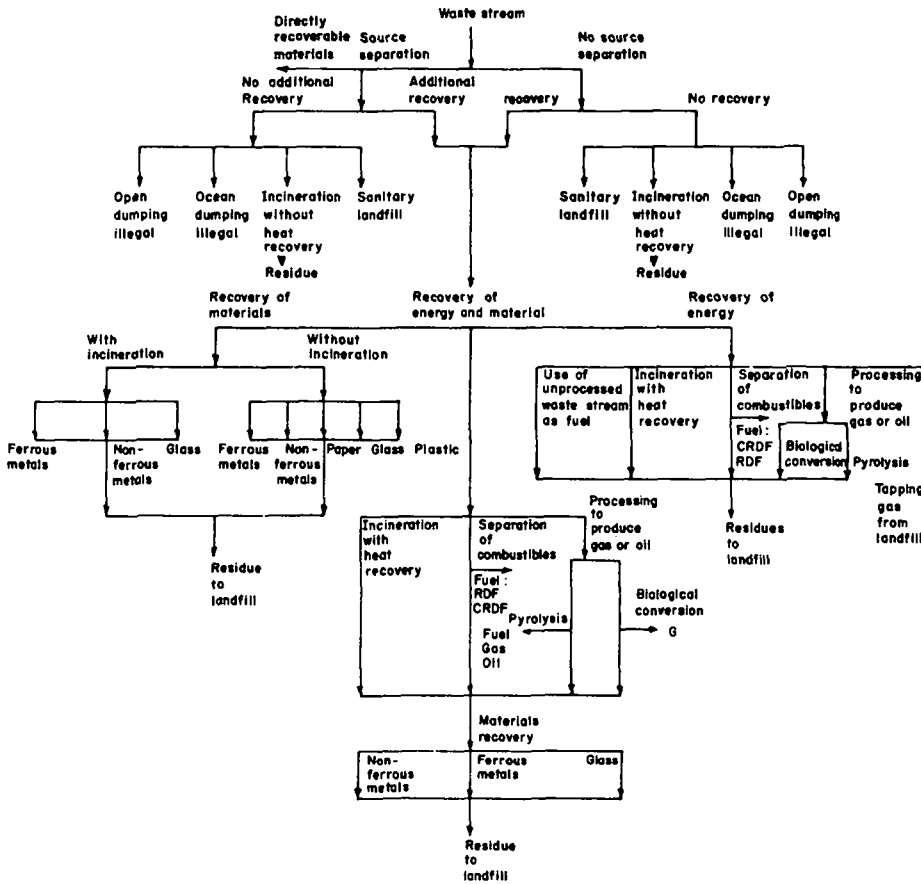 Waste stream
Directly
recoverable
materials
Source
separation
No source
separation
No additional
Recovery
Additional
recovery
recovery
No recovery
Open
dumping
illegal
Ocean
dumping
illegal
Incineration
without
heat
recovery
Residue
Sanitary
landfill
Sanitary
landfill
Incineration
without
heat
recovery
Residue
Ocean
dumping
illegal
Open
dumping
illegal
Recovery of
materials
Recovery of
energy and material
Recovery of
energy
With
incineration
Without
incineration
Ferrous
metals
Non-
ferrous
metals
Glass
Ferrous
metals
Non-
ferrous
metals
Paper
Glass
Plastic
Residue
to
landfill
Use of
unprocessed
waste stream
as fuel
Incineration
with
heat
recovery
Separation
of
combustibles
Fuel:
CRDF
RDF
Processing
to
produce
gas or oil
Biological
conversion
Pyrolysis
Tapping
gas
from
landfill
Residues
to
landfill
Incineration
with
heat
recovery
Separation
of
combustibles
Fuel:
RDF
CRDF
Processing
to
produce
gas or oil
Pyrolysis
Fuel
Gas
Oil
Biological
conversion
G
Materials
recovery
Non-
ferrous
metals
Ferrous
metals
Glass
Residue
to
landfill